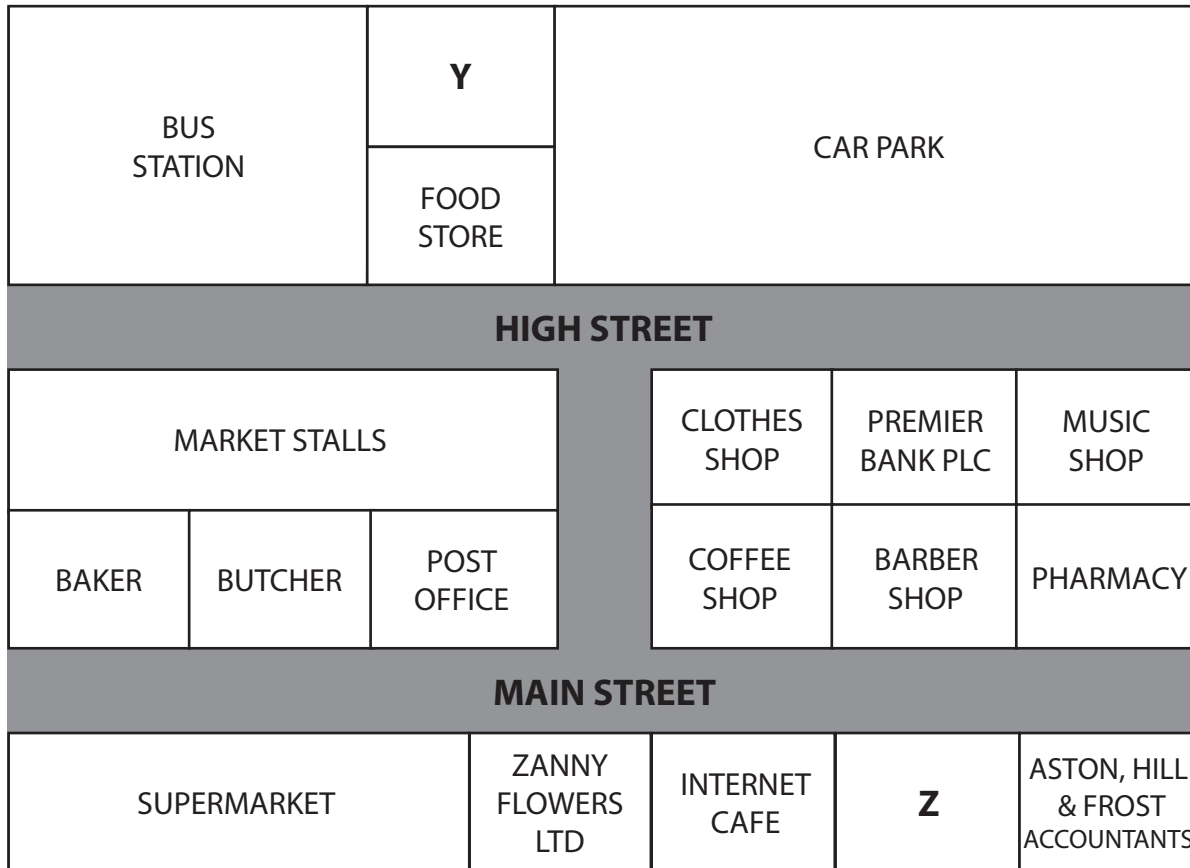 BUS
STATION
Y
FOOD
STORE
CAR PARK
HIGH STREET
MARKET STALLS
CLOTHES
SHOP
PREMIER
BANK PLC
MUSIC
SHOP
BAKER
BUTCHER
POST
OFFICE
COFFEE
SHOP
BARBER
SHOP
PHARMACY
MAIN STREET
SUPERMARKET
ZANNY
FLOWERS
LTD
INTERNET
CAFE
Z
ASTON, HILL
& FROST
ACCOUNTANTS